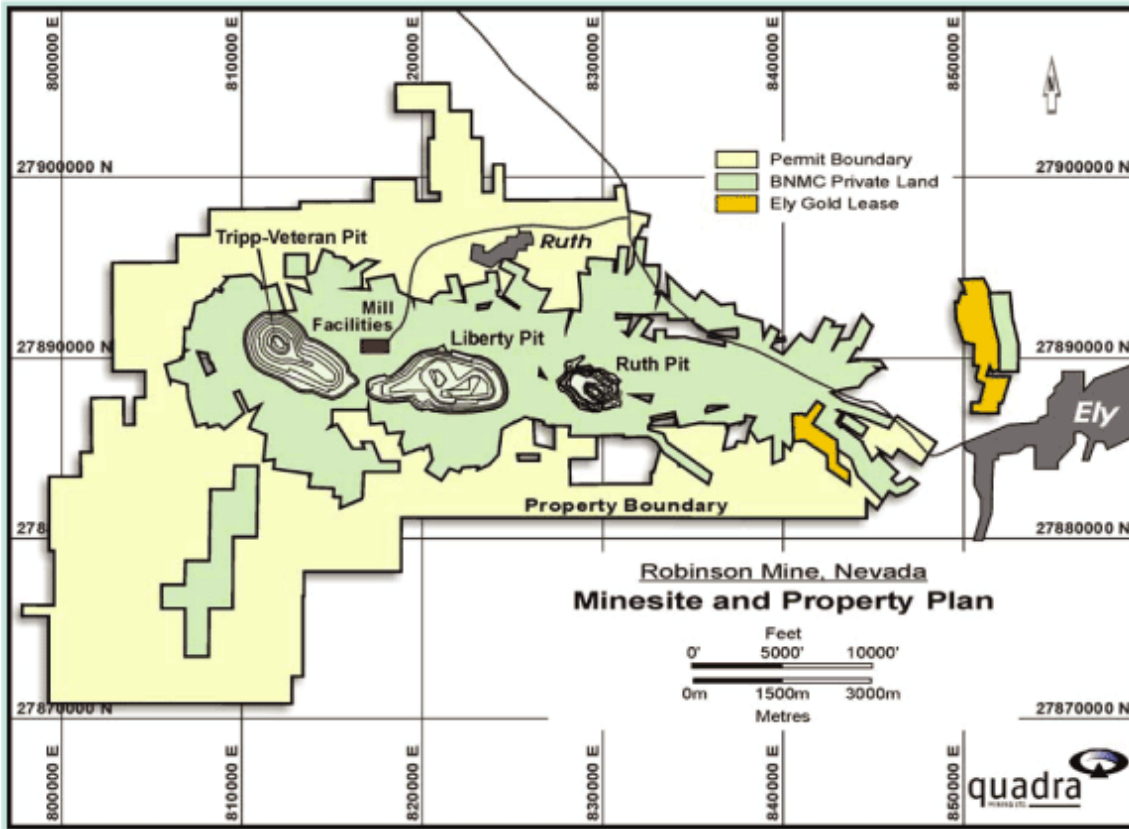 800000 E
810000 E
820000 E
830000 E
840000 E
850000 E
27900000 N
27900000 N
Permit Boundary
BNMC Private Land
Ely Gold Lease
Tripp-Veteran Pit
Ruth
Mill
Facilities
Liberty Pit
27890000 N
27890000 N
Ruth Pit
Ely
Property Boundary
27880000 N
Robinson Mine, Nevada
Minesite and Property Plan
Feet
0' 5000' 10000'
0m 1500m 3000m
Metres
27870000 N
27870000 N
800000 E
810000 E
820000 E
830000 E
840000 E
850000 E
quadra
MINING LTD.